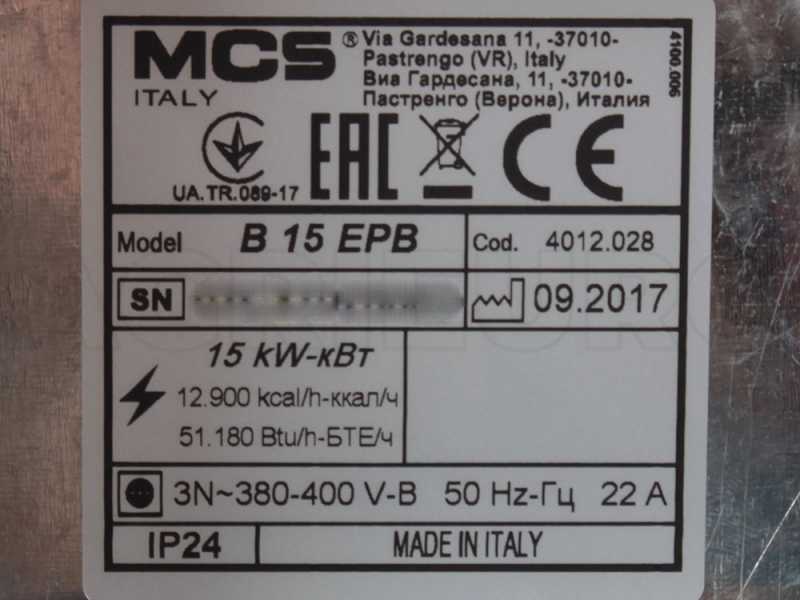 MCS ® Via Gardesana 11, -37010-
Pastrengo (VR), Italy
ITALY
Виа Гардесана, 11, -37010-
Пастренго (Верона), Италия
4100.006
UA.TR.089-17
EAC
CE
Model B 15 EPB
Cod. 4012.028
SN
09.2017
15 kW-кВт
12.900 kcal/h-ккал/ч
51.180 Btu/h-БТЕ/ч
3N~380-400 V-В 50 Hz-Гц 22 A
IP24
MADE IN ITALY